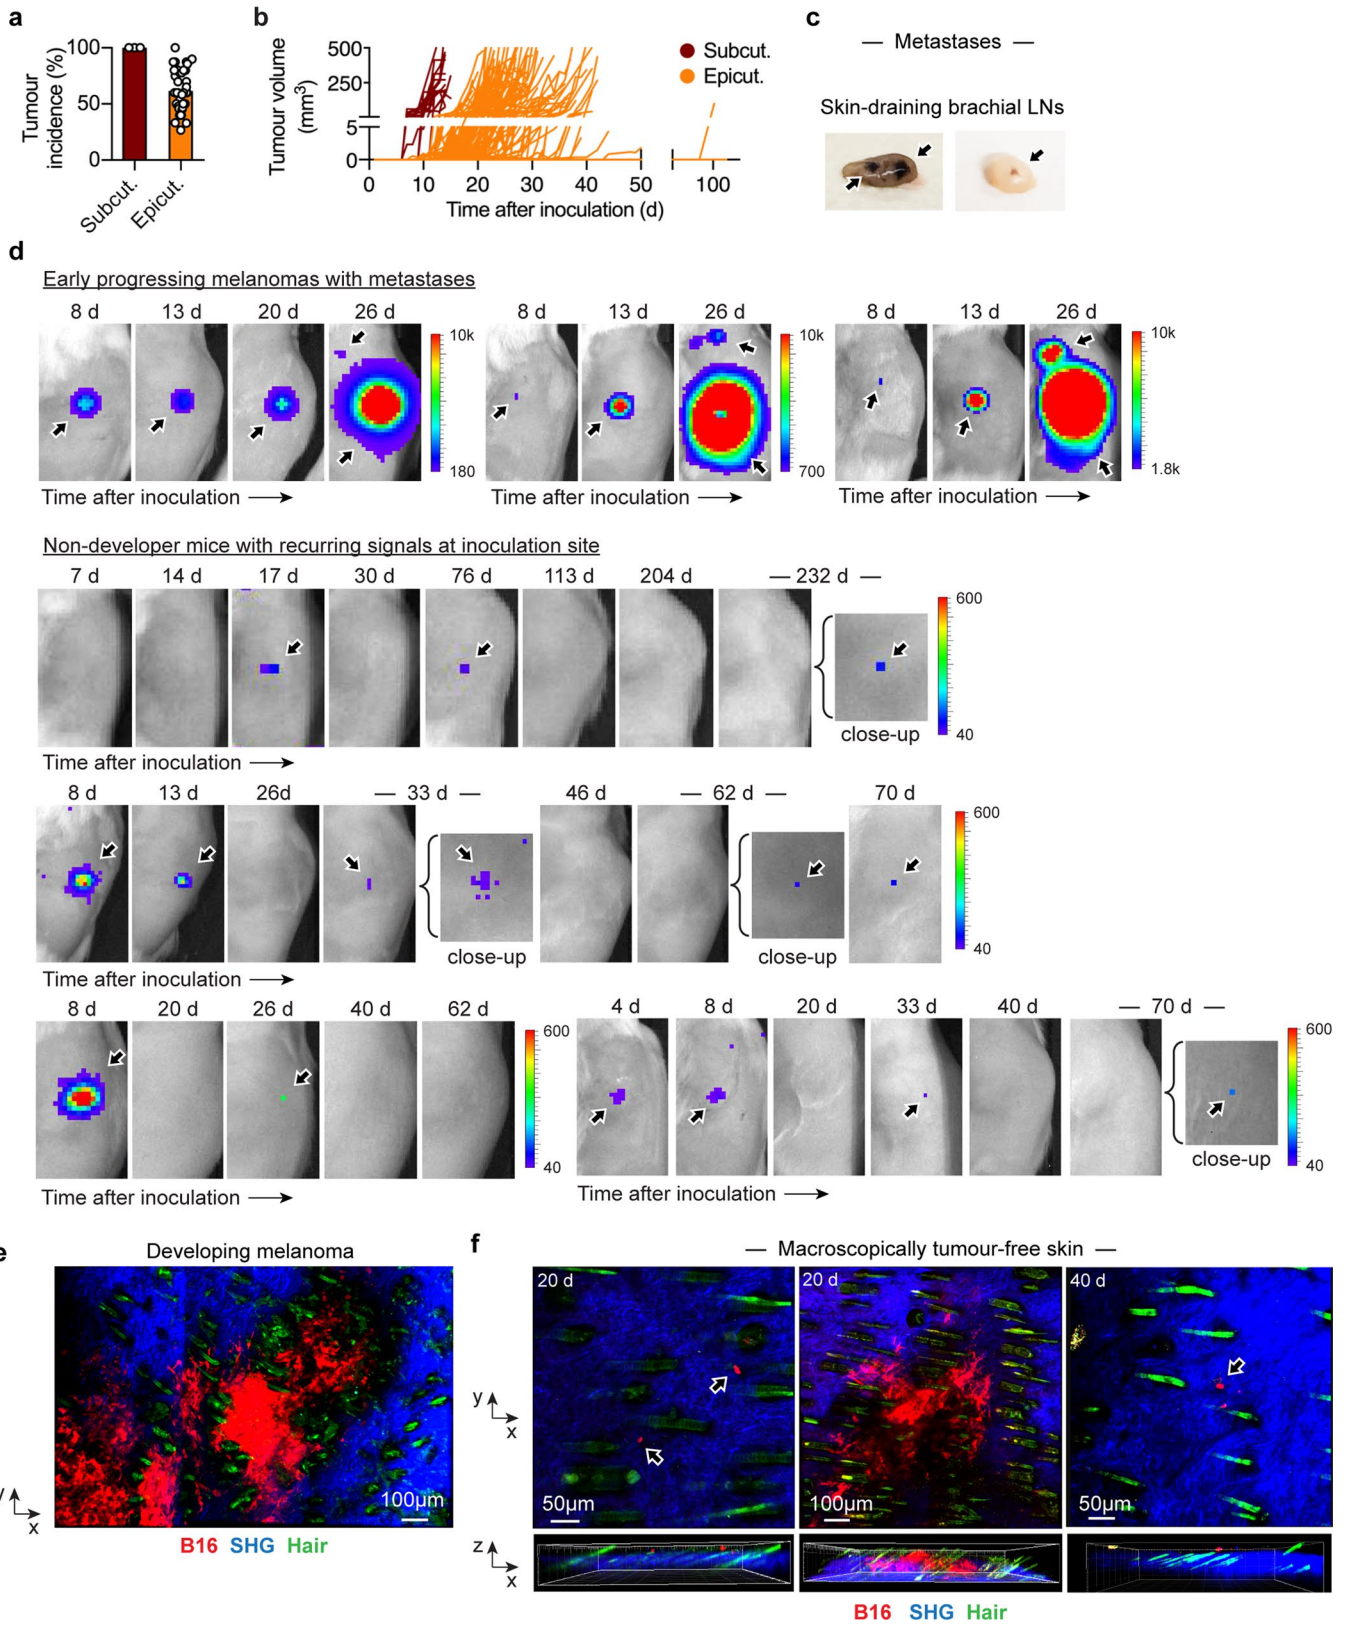 a
Tumour
incidence (%)
100
50
0
Subcut.
Epicut.
b
Tumour volume
(mm³)
500
250
5
0
0 10 20 30 40 50 100
Time after inoculation (d)
Subcut.
Epicut.
c
— Metastases —
Skin-draining brachial LNs
d
Early progressing melanomas with metastases
8 d 13 d 20 d 26 d
10k
180
Time after inoculation
8 d 13 d 26 d
10k
700
Time after inoculation
8 d 13 d 26 d
10k
1.8k
Time after inoculation
Non-developer mice with recurring signals at inoculation site
7 d 14 d 17 d 30 d 76 d 113 d 204 d — 232 d —
600
40
close-up
Time after inoculation
8 d 13 d 26d — 33 d — 46 d — 62 d — 70 d
600
40
close-up close-up
Time after inoculation
8 d 20 d 26 d 40 d 62 d
600
40
Time after inoculation
4 d 8 d 20 d 33 d 40 d — 70 d —
600
40
close-up
Time after inoculation
e
Developing melanoma
100µm
y
x
B16 SHG Hair
f
— Macroscopically tumour-free skin —
20 d 20 d 40 d
y
x
50µm 100µm 50µm
z
x
B16 SHG Hair